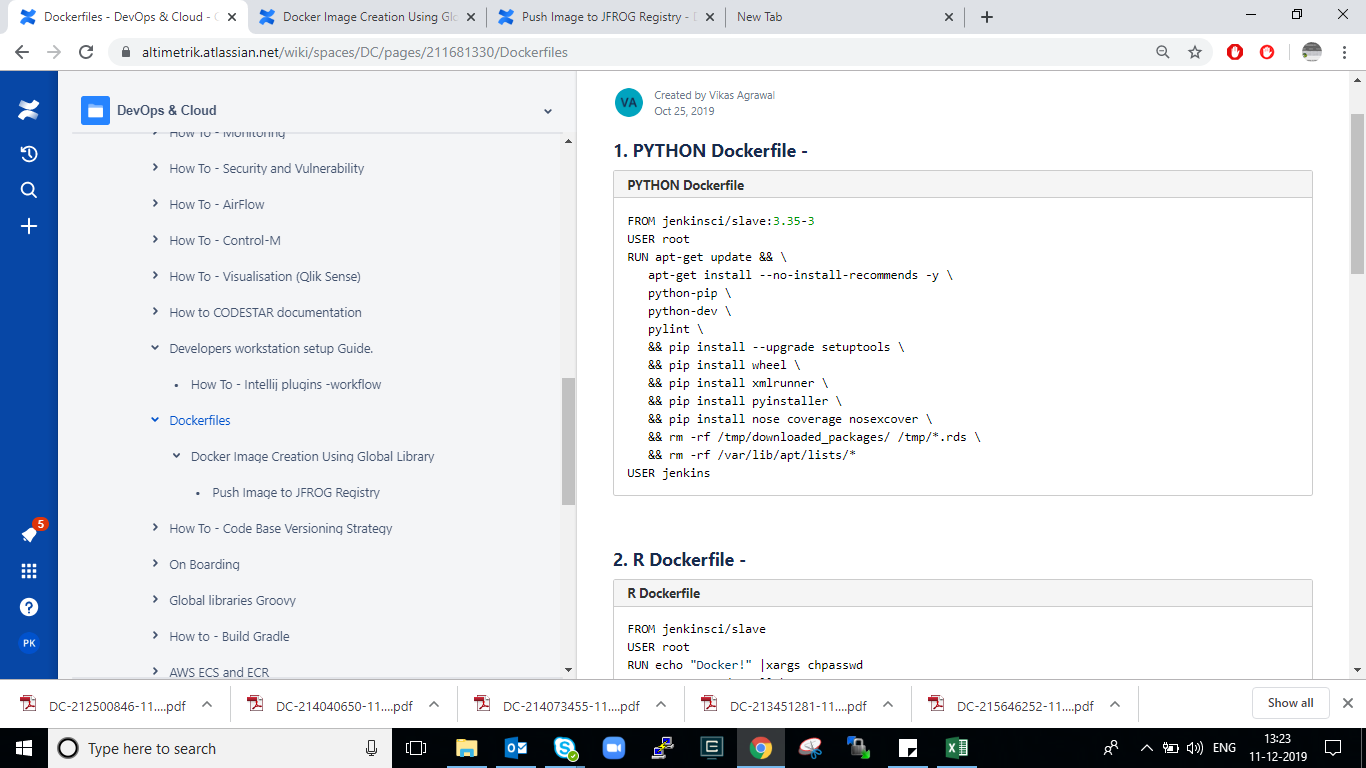 Dockerfiles - DevOps & Cloud -
Docker Image Creation Using Glo
Push Image to JFROG Registry -
New Tab
altimetrik.atlassian.net/wiki/spaces/DC/pages/211681330/Dockerfiles
DevOps & Cloud
How To - Monitoring
How To - Security and Vulnerability
How To - AirFlow
How To - Control-M
How To - Visualisation (Qlik Sense)
How to CODESTAR documentation
Developers workstation setup Guide.
How To - Intellij plugins -workflow
Dockerfiles
Docker Image Creation Using Global Library
Push Image to JFROG Registry
How To - Code Base Versioning Strategy
On Boarding
Global libraries Groovy
How to - Build Gradle
AWS ECS and ECR
5
PK
VA
Created by Vikas Agrawal
Oct 25, 2019
1. PYTHON Dockerfile -
PYTHON Dockerfile
FROM jenkinsci/slave:3.35-3
USER root
RUN apt-get update && \
apt-get install --no-install-recommends -y \
python-pip \
python-dev \
pylint \
&& pip install --upgrade setuptools \
&& pip install wheel \
&& pip install xmlrunner \
&& pip install pyinstaller \
&& pip install nose coverage nosexcover \
&& rm -rf /tmp/downloaded_packages/ /tmp/*.rds \
&& rm -rf /var/lib/apt/lists/*
USER jenkins
2. R Dockerfile -
R Dockerfile
FROM jenkinsci/slave
USER root
RUN echo "Docker!" |xargs chpasswd
DC-212500846-11....pdf
DC-214040650-11....pdf
DC-214073455-11....pdf
DC-213451281-11....pdf
DC-215646252-11....pdf
Show all
Type here to search
ENG
13:23
11-12-2019